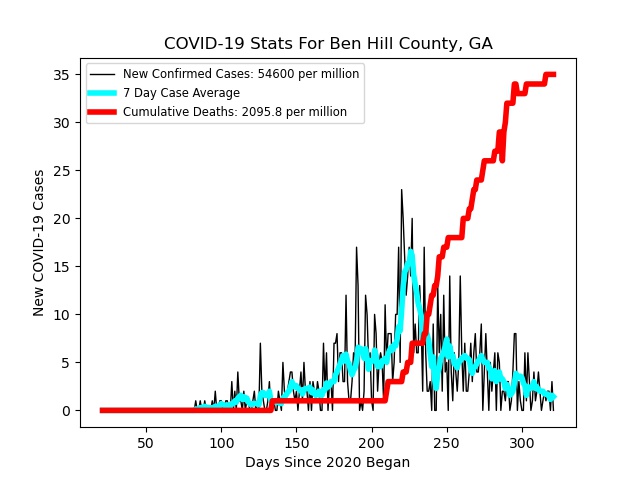 COVID-19 Stats For Ben Hill County, GA
New Confirmed Cases: 54600 per million
7 Day Case Average
Cumulative Deaths: 2095.8 per million
New COVID-19 Cases
35
30
25
20
15
10
5
0
50 100 150 200 250 300
Days Since 2020 Began